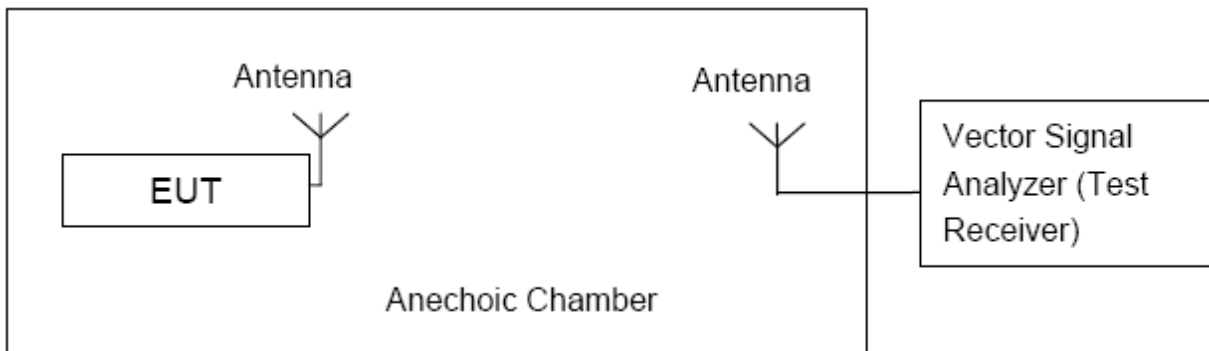 Antenna
Antenna
EUT
Vector Signal
Analyzer (Test
Receiver)
Anechoic Chamber